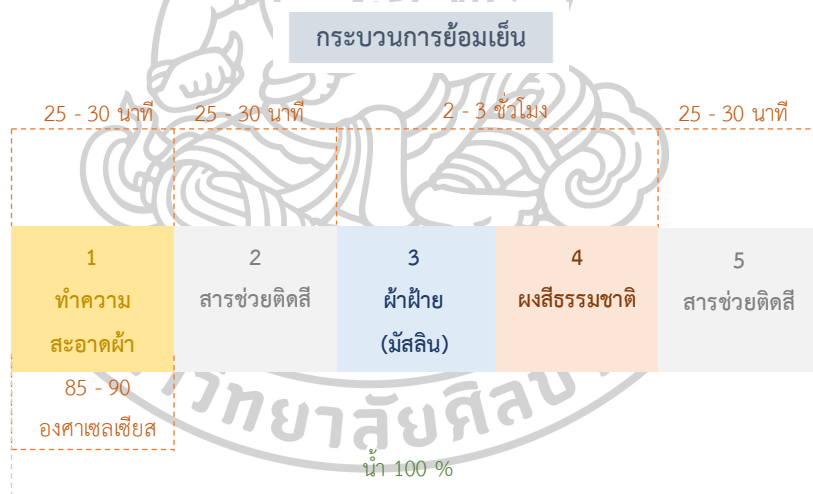 กระบวนการย้อมเย็น
25 - 30 นาที 25 - 30 นาที 2 - 3 ชั่วโมง 25 - 30 นาที
1 2 3 4 5
ทำความ สารช่วยติดสี ผ้าฝ้าย ผงสีธรรมชาติ สารช่วยติดสี
สะอาดผ้า (มัสลิน)
85 - 90
องศาเซลเซียส
น้ำ 100 %